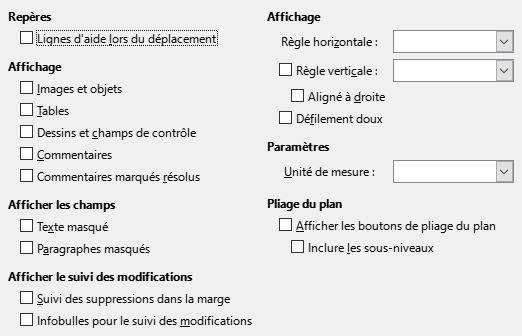 Repères
Lignes d'aide lors du déplacement
Affichage
Images et objets
Tables
Dessins et champs de contrôle
Commentaires
Commentaires marqués résolus
Afficher les champs
Texte masqué
Paragraphes masqués
Afficher le suivi des modifications
Suivi des suppressions dans la marge
Infobulles pour le suivi des modifications
Affichage
Règle horizontale :
Règle verticale :
Aligné à droite
Défilement doux
Paramètres
Unité de mesure :
Pliage du plan
Afficher les boutons de pliage du plan
Inclure les sous-niveaux